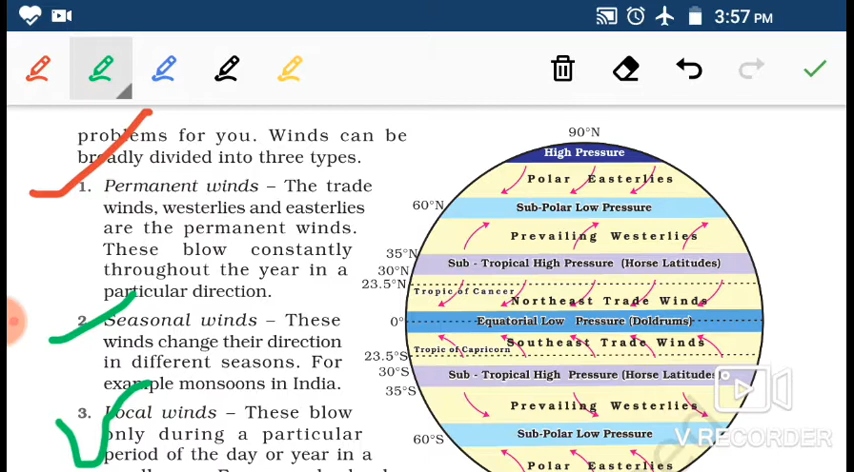 3:57 PM
problems for you. Winds can be
broadly divided into three types.
1. Permanent winds – The trade
winds, westerlies and easterlies
are the permanent winds.
These blow constantly
throughout the year in a
particular direction.
2. Seasonal winds – These
winds change their direction
in different seasons. For
example monsoons in India.
3. Local winds – These blow
only during a particular
period of the day or year in a
90°N
High Pressure
Polar Easterlies
60°N
Sub-Polar Low Pressure
Prevailing Westerlies
35°N
Sub - Tropical High Pressure (Horse Latitudes)
30°N
23.5°N
Tropic of Cancer
Northeast Trade Winds
0°
Equatorial Low Pressure (Doldrums)
Southeast Trade Winds
Tropic of Capricorn
23.5°S
30°S
Sub - Tropical High Pressure (Horse Latitudes)
35°S
Prevailing Westerlies
60°S
Sub-Polar Low Pressure
Polar Easterlies
V RECORDER